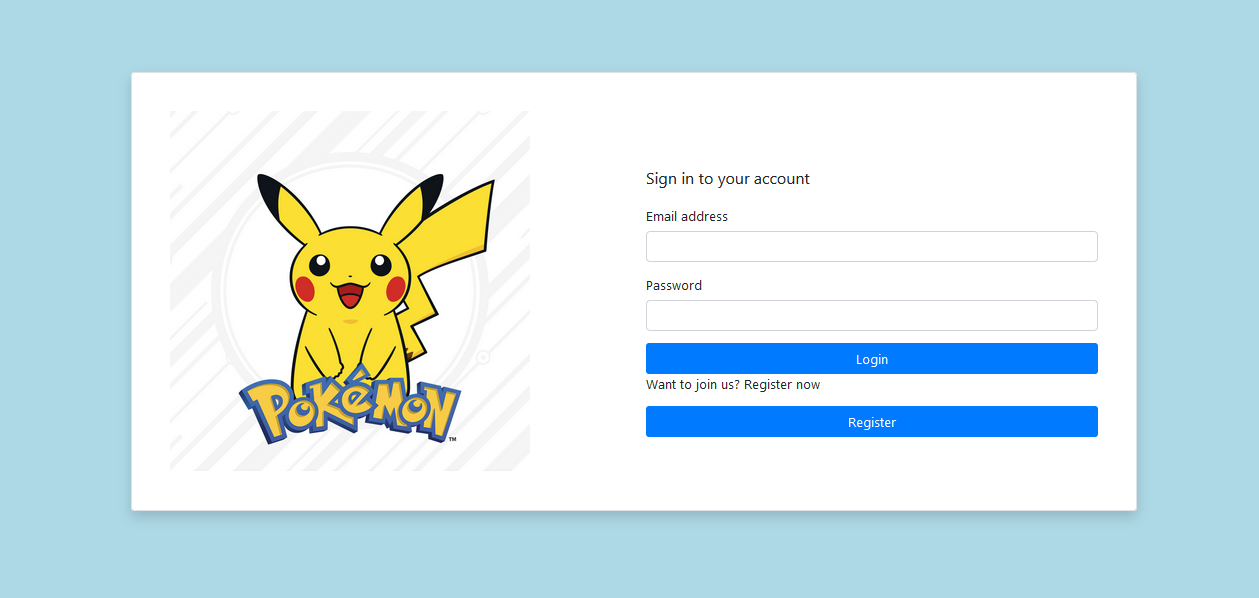 POKéMON
TM
Sign in to your account
Email address
Password
Login
Want to join us? Register now
Register